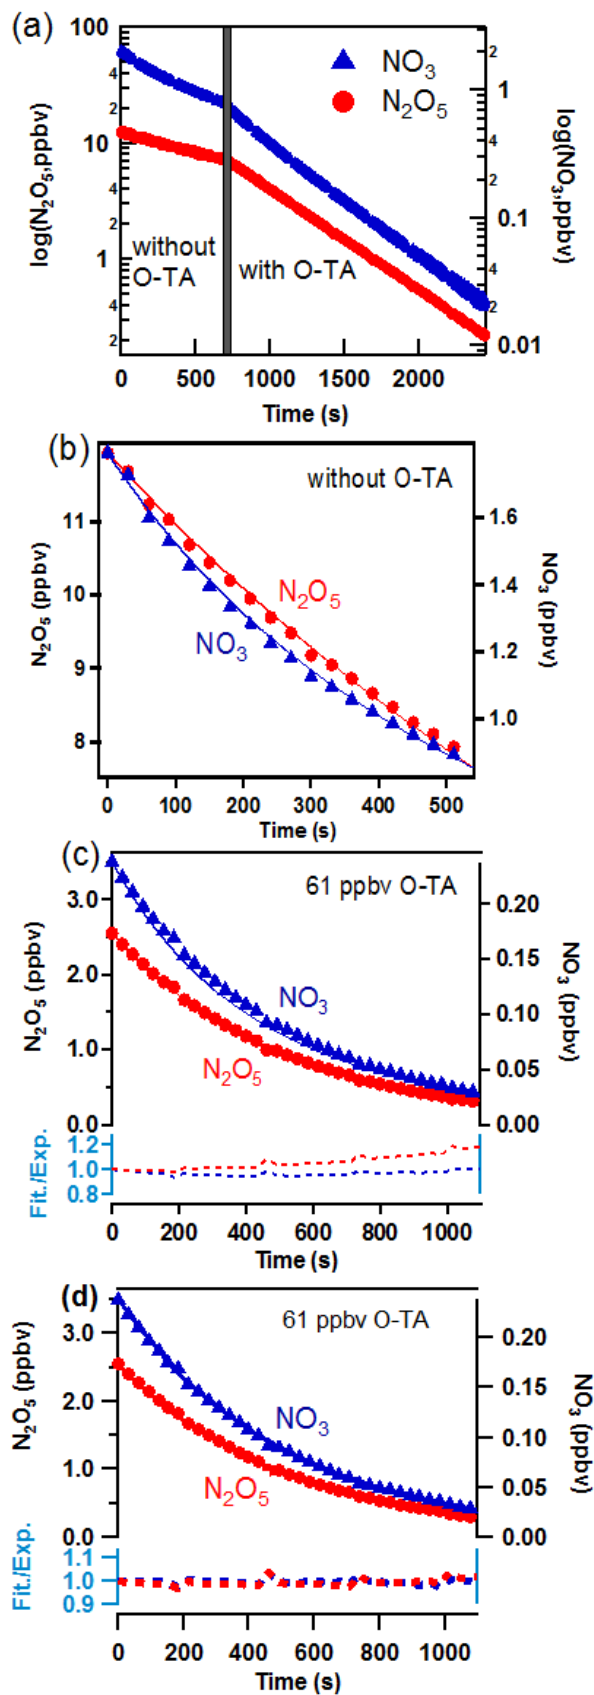 (a)
100
4
2
10
4
2
1
4
2
log(N₂O₅,ppbv)
NO₃
N₂O₅
without
O-TA
with O-TA
2
1
4
2
0.1
4
2
0.01
log(NO₃,ppbv)
0 500 1000 1500 2000
Time (s)
(b)
without O-TA
11
10
9
8
N₂O₅ (ppbv)
N₂O₅
NO₃
1.6
1.4
1.2
1.0
NO₃ (ppbv)
0 100 200 300 400 500
Time (s)
(c)
61 ppbv O-TA
3.0
2.0
1.0
0.0
N₂O₅ (ppbv)
NO₃
N₂O₅
0.20
0.15
0.10
0.05
0.00
NO₃ (ppbv)
1.2
1.0
0.8
Fit./Exp.
0 200 400 600 800 1000
Time (s)
(d)
61 ppbv O-TA
3.0
2.0
1.0
0.0
N₂O₅ (ppbv)
NO₃
N₂O₅
0.20
0.15
0.10
0.05
0.00
NO₃ (ppbv)
1.1
1.0
0.9
Fit./Exp.
0 200 400 600 800 1000
Time (s)